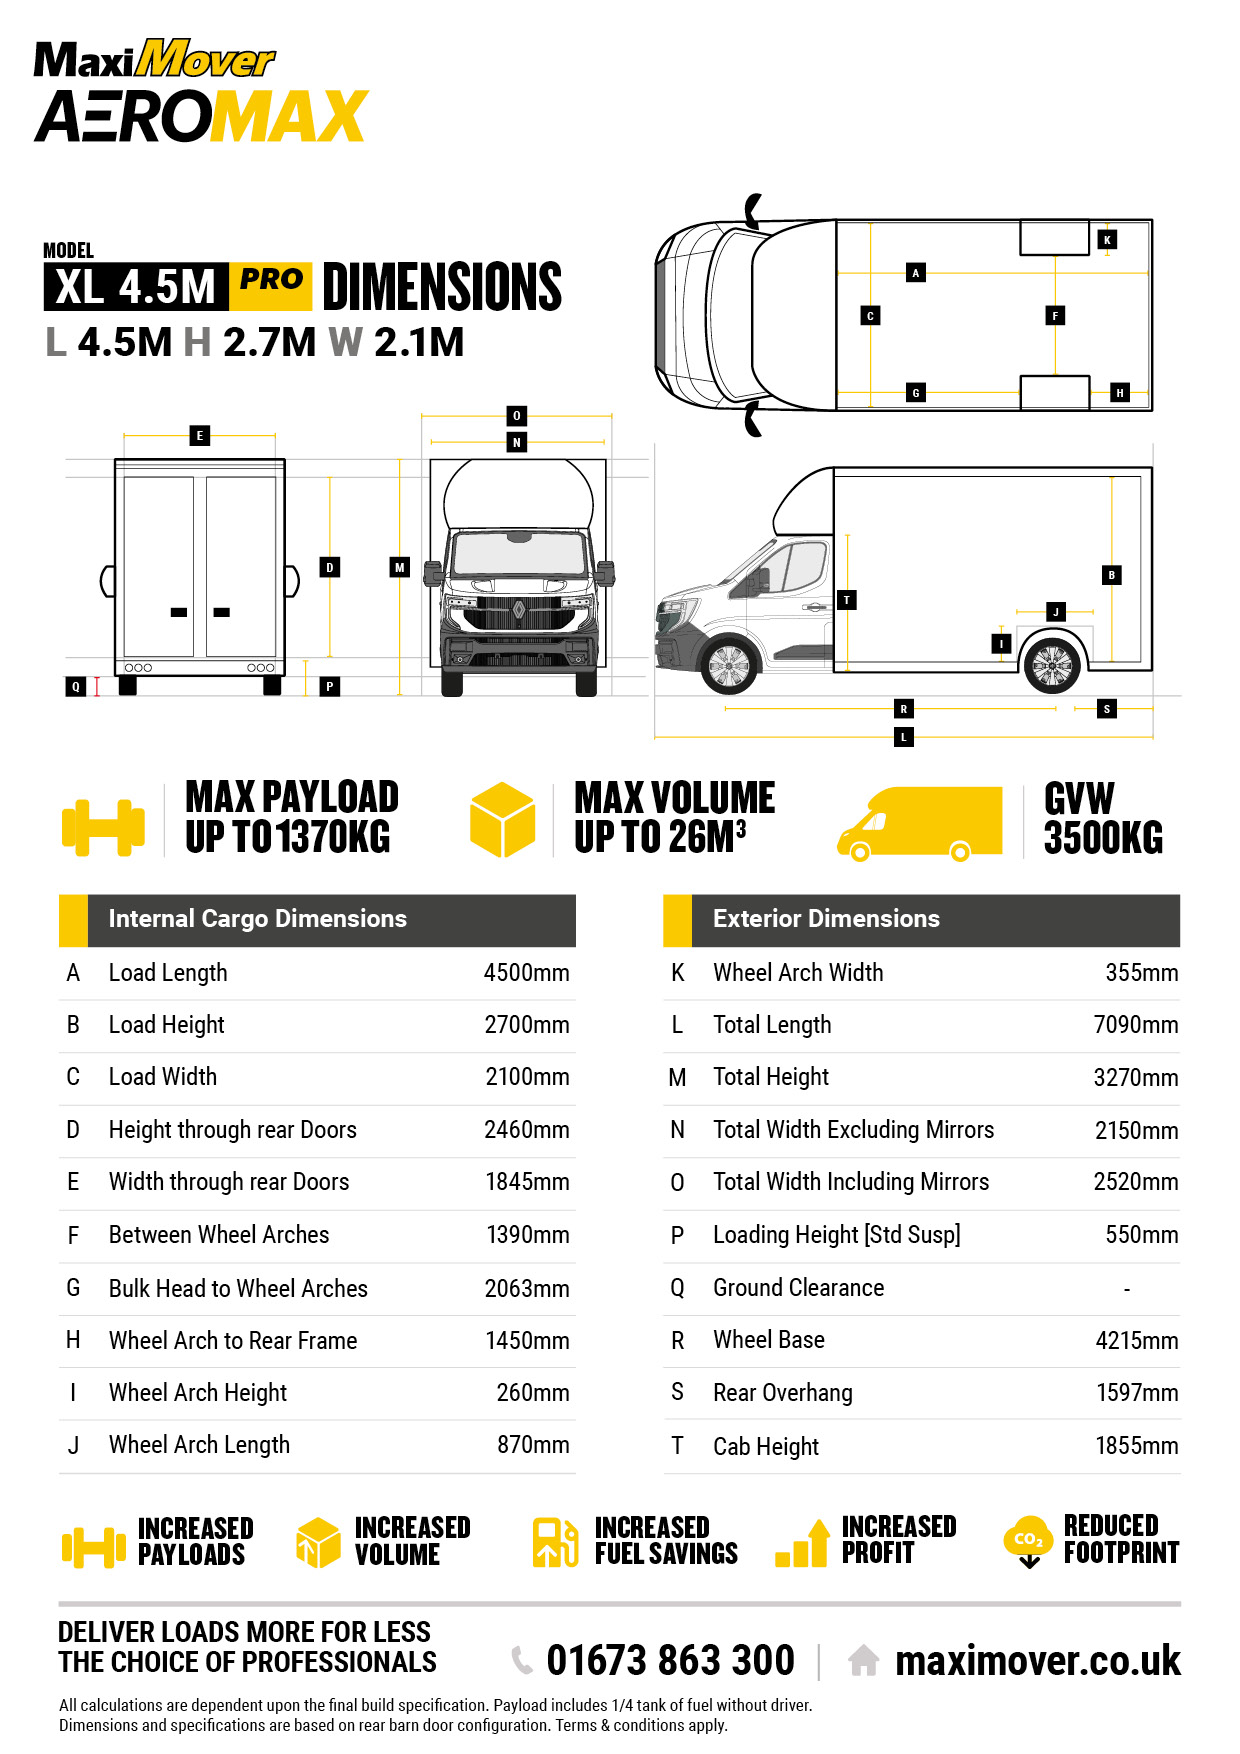 MaxiMover
AEROMAX
MODEL
XL 4.5M PRO DIMENSIONS
L 4.5M H 2.7M W 2.1M
K
A
C
F
G
H
E
O
N
D
M
Q
P
B
T
J
I
R
S
L
MAX PAYLOAD
UP TO 1370KG
MAX VOLUME
UP TO 26M³
GVW
3500KG
Internal Cargo Dimensions
A Load Length 4500mm
B Load Height 2700mm
C Load Width 2100mm
D Height through rear Doors 2460mm
E Width through rear Doors 1845mm
F Between Wheel Arches 1390mm
G Bulk Head to Wheel Arches 2063mm
H Wheel Arch to Rear Frame 1450mm
I Wheel Arch Height 260mm
J Wheel Arch Length 870mm
Exterior Dimensions
K Wheel Arch Width 355mm
L Total Length 7090mm
M Total Height 3270mm
N Total Width Excluding Mirrors 2150mm
O Total Width Including Mirrors 2520mm
P Loading Height [Std Susp] 550mm
Q Ground Clearance -
R Wheel Base 4215mm
S Rear Overhang 1597mm
T Cab Height 1855mm
INCREASED
PAYLOADS
INCREASED
VOLUME
INCREASED
FUEL SAVINGS
INCREASED
PROFIT
CO₂
REDUCED
FOOTPRINT
DELIVER LOADS MORE FOR LESS
THE CHOICE OF PROFESSIONALS
01673 863 300
maximover.co.uk
All calculations are dependent upon the final build specification. Payload includes 1/4 tank of fuel without driver.
Dimensions and specifications are based on rear barn door configuration. Terms & conditions apply.